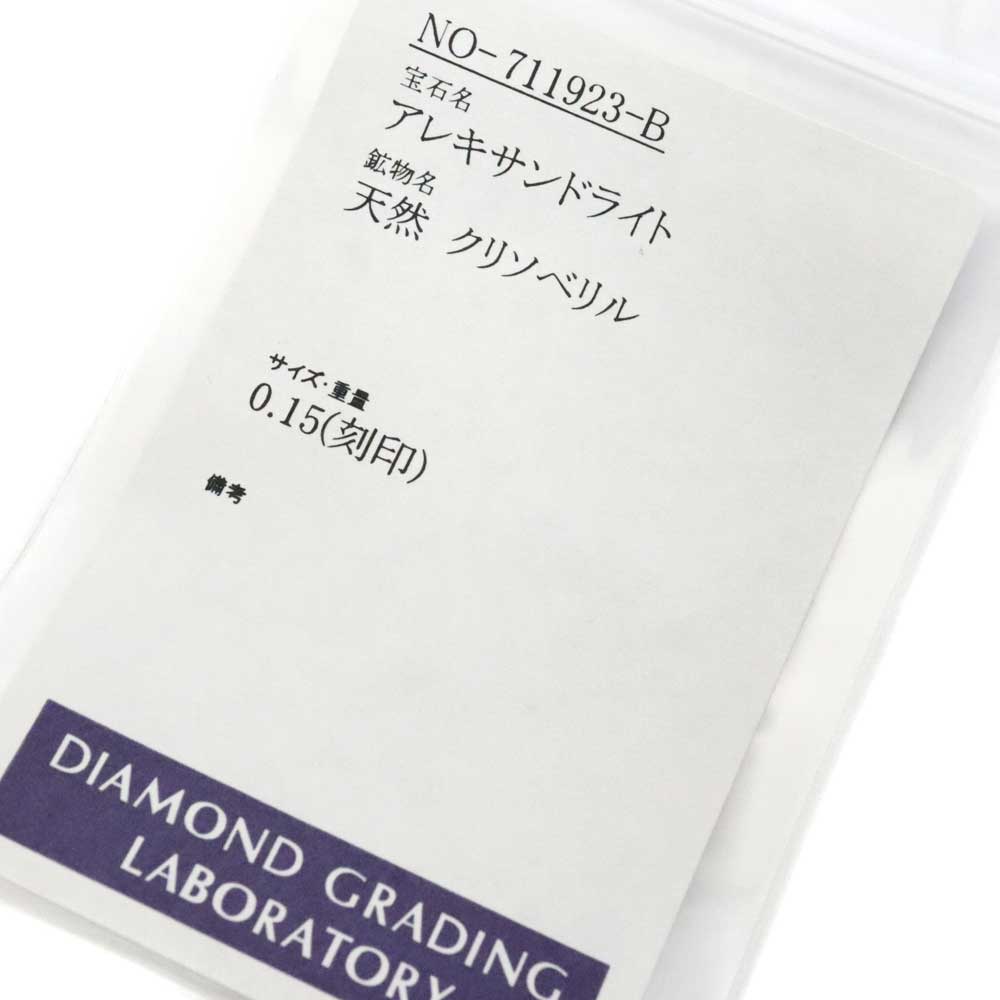 NO-711923-B
宝石名
アレキサンドライト
鉱物名
天然 クリソベリル
サイズ・重量
0.15(刻印)
備考
DIAMOND GRADING
LABORATORY